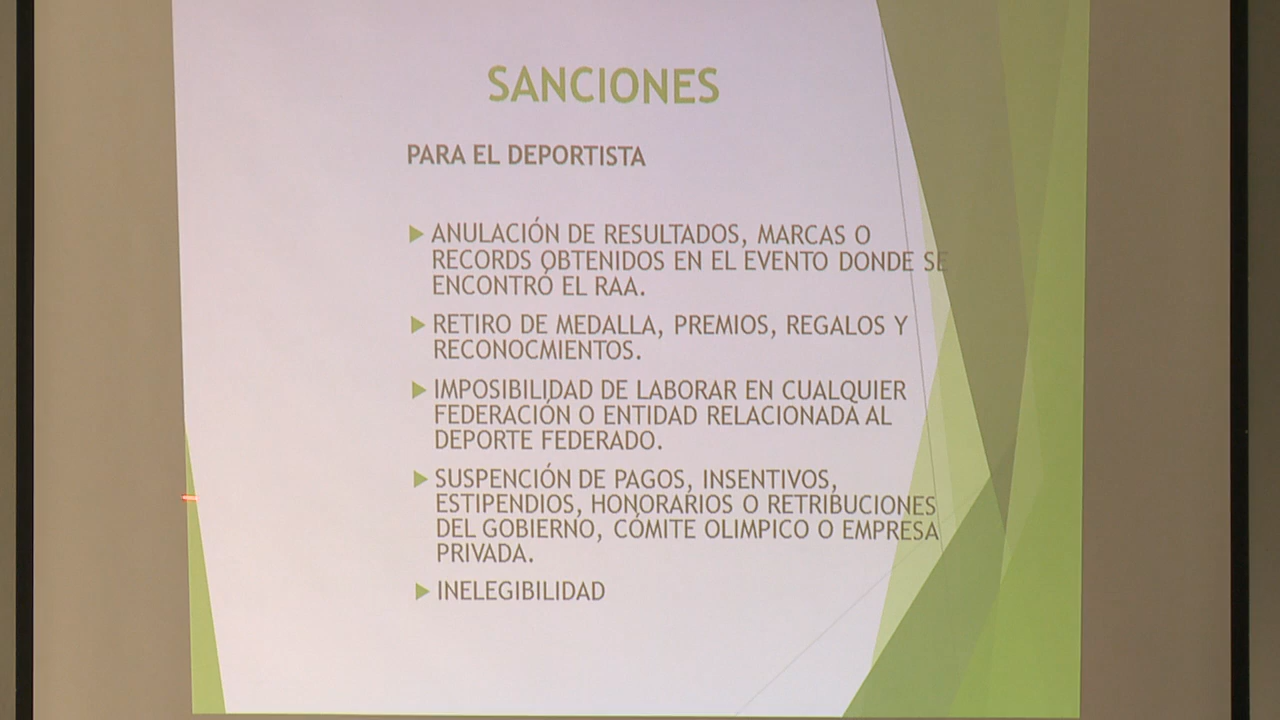 SANCIONES
PARA EL DEPORTISTA
ANULACIÓN DE RESULTADOS, MARCAS O
RECORDS OBTENIDOS EN EL EVENTO DONDE SE
ENCONTRÓ EL RAA.
RETIRO DE MEDALLA, PREMIOS, REGALOS Y
RECONOCMIENTOS.
IMPOSIBILIDAD DE LABORAR EN CUALQUIER
FEDERACIÓN O ENTIDAD RELACIONADA AL
DEPORTE FEDERADO.
SUSPENCIÓN DE PAGOS, INSENTIVOS,
ESTIPENDIOS, HONORARIOS O RETRIBUCIONES
DEL GOBIERNO, CÓMITE OLIMPICO O EMPRESA
PRIVADA.
INELEGIBILIDAD